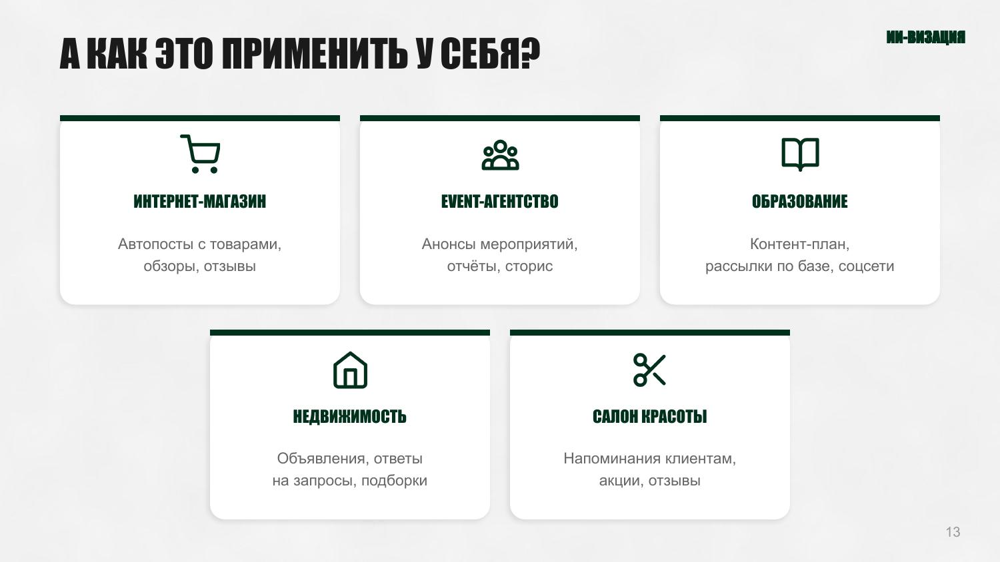 А КАК ЭТО ПРИМЕНИТЬ У СЕБЯ?
ИИ-ВИЗАЦИЯ
ИНТЕРНЕТ-МАГАЗИН
Автопосты с товарами,
обзоры, отзывы
EVENT-АГЕНТСТВО
Анонсы мероприятий,
отчёты, сторис
ОБРАЗОВАНИЕ
Контент-план,
рассылки по базе, соцсети
НЕДВИЖИМОСТЬ
Объявления, ответы
на запросы, подборки
САЛОН КРАСОТЫ
Напоминания клиентам,
акции, отзывы
13